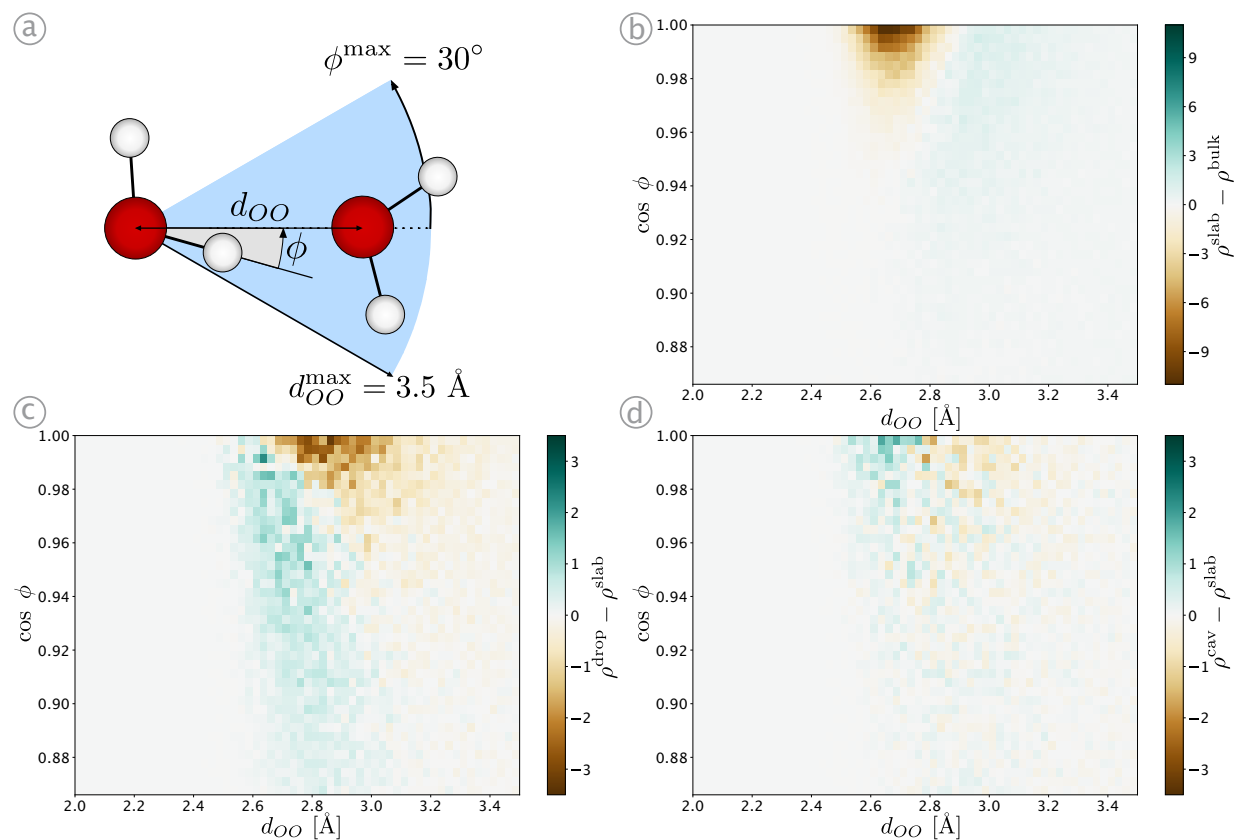 a
ϕ^max = 30°
d_OO
ϕ
d_OO^max = 3.5 Å
b
1.00
0.98
0.96
0.94
0.92
0.90
0.88
cos ϕ
2.0 2.2 2.4 2.6 2.8 3.0 3.2 3.4
d_OO [Å]
9
6
3
0
−3
−6
−9
ρ^slab − ρ^bulk
c
1.00
0.98
0.96
0.94
0.92
0.90
0.88
cos ϕ
2.0 2.2 2.4 2.6 2.8 3.0 3.2 3.4
d_OO [Å]
3
2
1
0
−1
−2
−3
ρ^drop − ρ^slab
d
1.00
0.98
0.96
0.94
0.92
0.90
0.88
cos ϕ
2.0 2.2 2.4 2.6 2.8 3.0 3.2 3.4
d_OO [Å]
3
2
1
0
−1
−2
−3
ρ^cav − ρ^slab